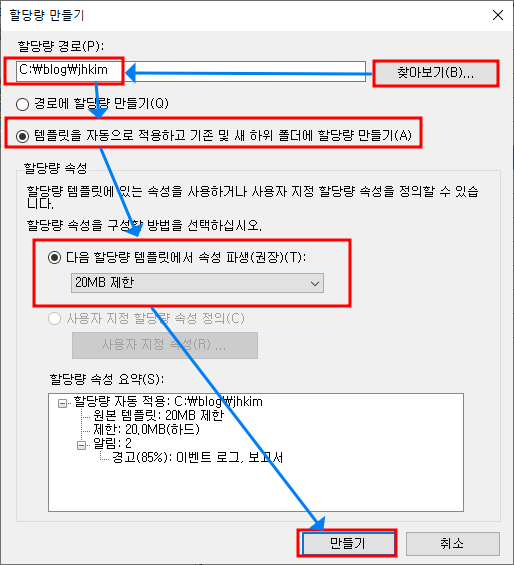 할당량 만들기
할당량 경로(P):
C:₩blog₩jhkim
찾아보기(B)...
경로에 할당량 만들기(Q)
템플릿을 자동으로 적용하고 기존 및 새 하위 폴더에 할당량 만들기(A)
할당량 속성
할당량 템플릿에 있는 속성을 사용하거나 사용자 지정 할당량 속성을 정의할 수 있습
니다.
할당량 속성을 구성할 방법을 선택하십시오.
다음 할당량 템플릿에서 속성 파생(권장)(T):
20MB 제한
사용자 지정 할당량 속성 정의(C)
사용자 지정 속성(R) ...
할당량 속성 요약(S):
할당량 자동 적용: C:₩blog₩jhkim
원본 템플릿: 20MB 제한
제한: 20.0MB(하드)
알림: 2
경고(85%): 이벤트 로그, 보고서
만들기
취소